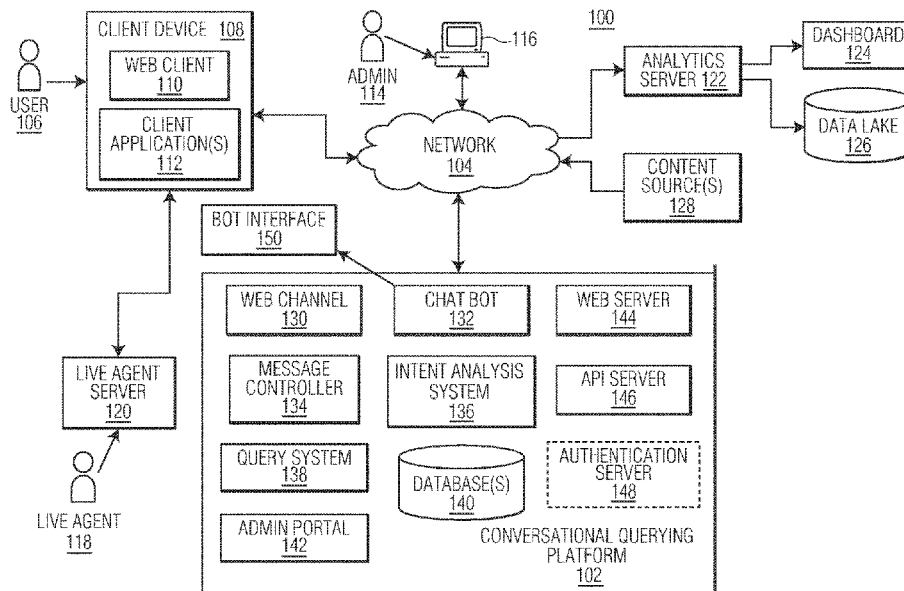 CLIENT DEVICE 108
WEB CLIENT
110
CLIENT
APPLICATION(S)
112
USER
106
ADMIN
114
116
100
ANALYTICS
SERVER 122
DASHBOARD
124
DATA LAKE
126
NETWORK
104
CONTENT
SOURCE(S)
128
BOT INTERFACE
150
WEB CHANNEL
130
CHAT BOT
132
WEB SERVER
144
LIVE AGENT
SERVER
120
MESSAGE
CONTROLLER
134
INTENT ANALYSIS
SYSTEM
136
API SERVER
146
QUERY SYSTEM
138
DATABASE(S)
140
AUTHENTICATION
SERVER
148
LIVE AGENT
118
ADMIN PORTAL
142
CONVERSATIONAL QUERYING
PLATFORM
102